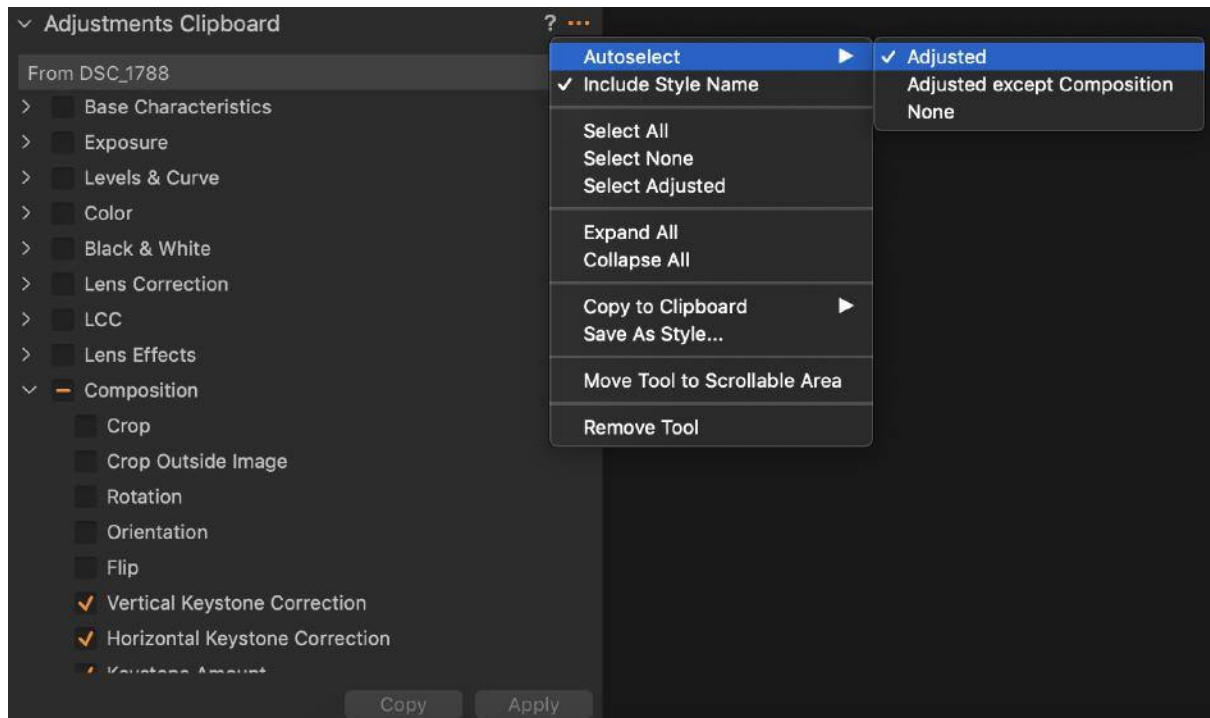 Adjustments Clipboard ? ...
From DSC_1788
Base Characteristics
Exposure
Levels & Curve
Color
Black & White
Lens Correction
LCC
Lens Effects
Composition
Crop
Crop Outside Image
Rotation
Orientation
Flip
Vertical Keystone Correction
Horizontal Keystone Correction
Keystone Amount
Copy Apply
Autoselect
Include Style Name
Select All
Select None
Select Adjusted
Expand All
Collapse All
Copy to Clipboard
Save As Style...
Move Tool to Scrollable Area
Remove Tool
Adjusted
Adjusted except Composition
None